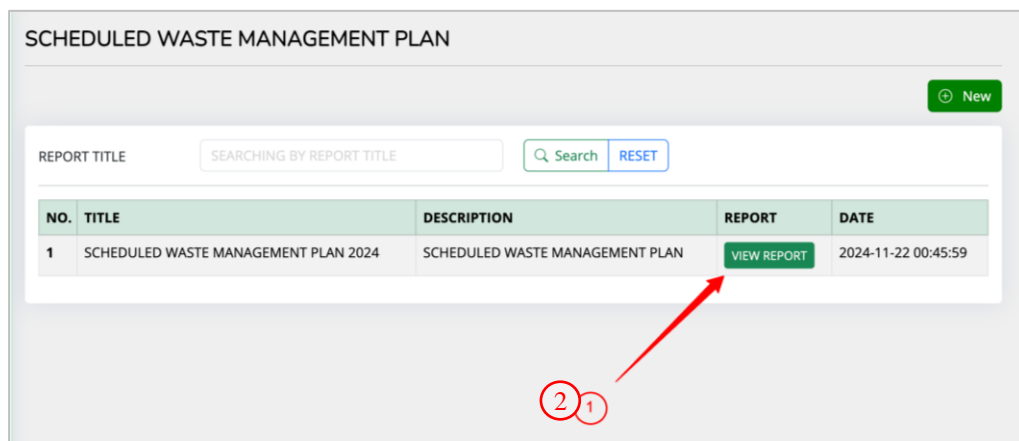 SCHEDULED WASTE MANAGEMENT PLAN
New
REPORT TITLE SEARCHING BY REPORT TITLE Search RESET
NO. TITLE DESCRIPTION REPORT DATE
1 SCHEDULED WASTE MANAGEMENT PLAN 2024 SCHEDULED WASTE MANAGEMENT PLAN VIEW REPORT 2024-11-22 00:45:59
2 1